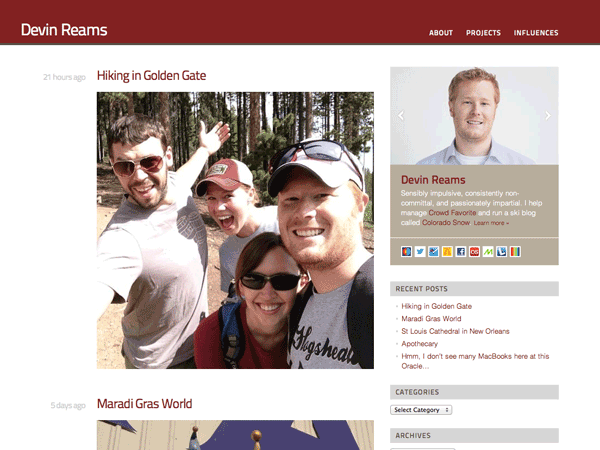 Devin Reams
ABOUT PROJECTS INFLUENCES
21 hours ago
Hiking in Golden Gate
Hogshead
5 days ago
Maradi Gras World
Devin Reams
Sensibly impulsive, consistently non-
committal, and passionately impartial. I help
manage Crowd Favorite and run a ski blog
called Colorado Snow. Learn more »
RECENT POSTS
Hiking in Golden Gate
Maradi Gras World
St Louis Cathedral in New Orleans
Apothecary
Hmm, I don't see many MacBooks here at this
Oracle…
CATEGORIES
Select Category
ARCHIVES